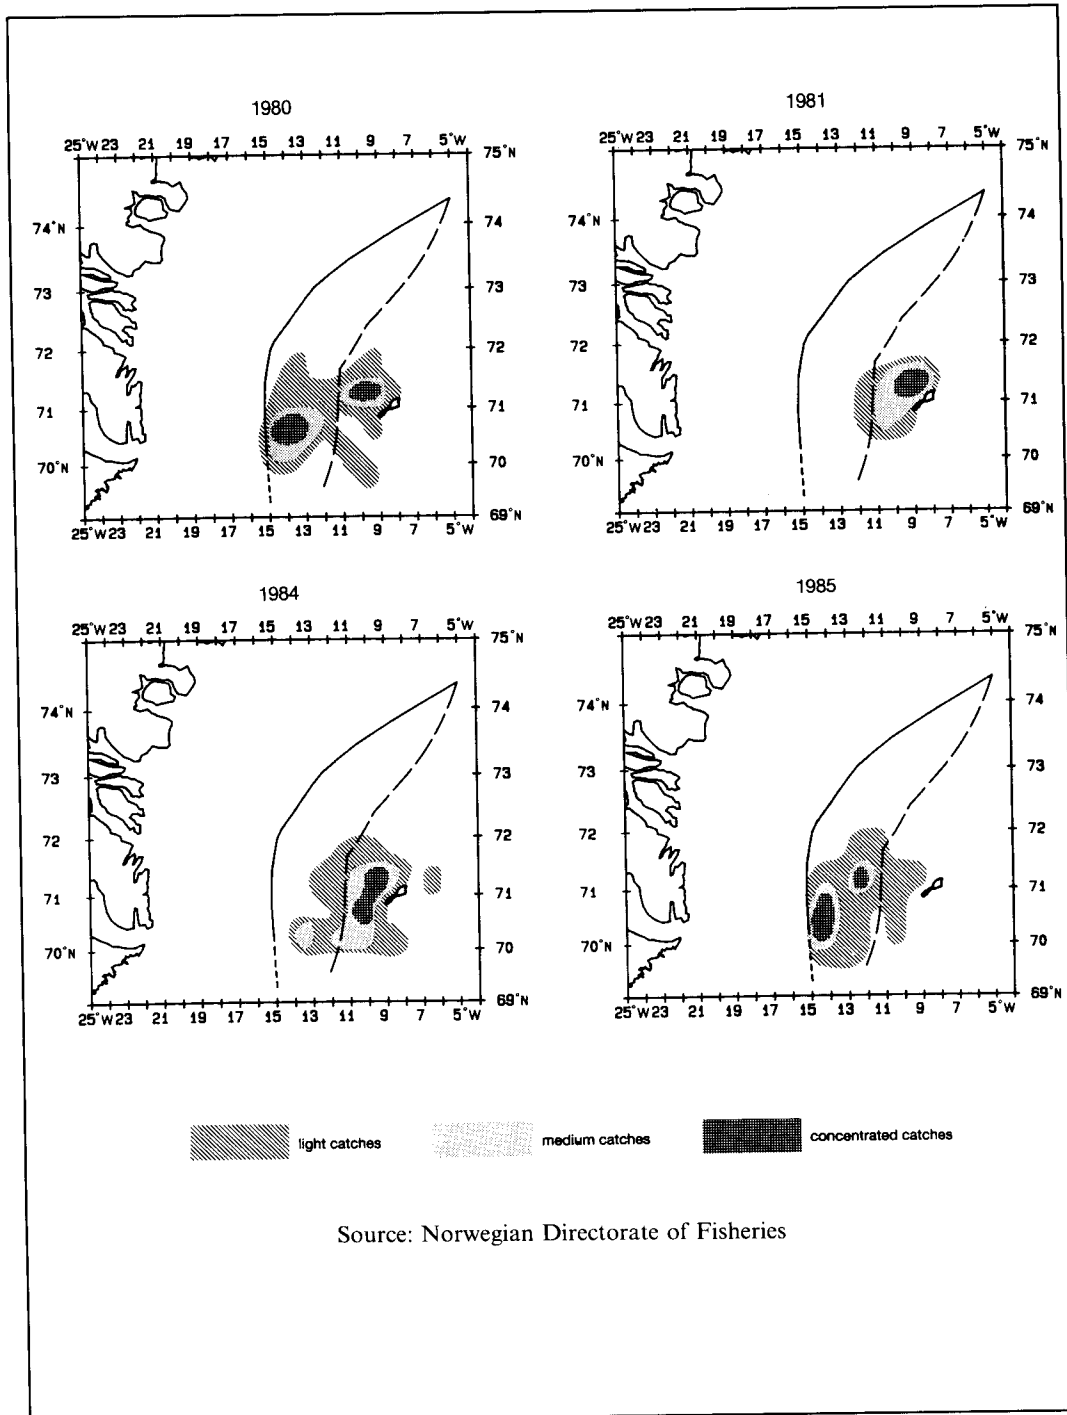 1980
25°W 23 21 19 17 15 13 11 9 7 5°W
75°N
74°N 74
73 73
72 72
71 71
70°N 70
69°N
25°W 23 21 19 17 15 13 11 9 7 5°W
1981
25°W 23 21 19 17 15 13 11 9 7 5°W
75°N
74°N 74
73 73
72 72
71 71
70°N 70
69°N
25°W 23 21 19 17 15 13 11 9 7 5°W
1984
25°W 23 21 19 17 15 13 11 9 7 5°W
75°N
74°N 74
73 73
72 72
71 71
70°N 70
69°N
25°W 23 21 19 17 15 13 11 9 7 5°W
1985
25°W 23 21 19 17 15 13 11 9 7 5°W
75°N
74°N 74
73 73
72 72
71 71
70°N 70
69°N
25°W 23 21 19 17 15 13 11 9 7 5°W
light catches
medium catches
concentrated catches
Source: Norwegian Directorate of Fisheries